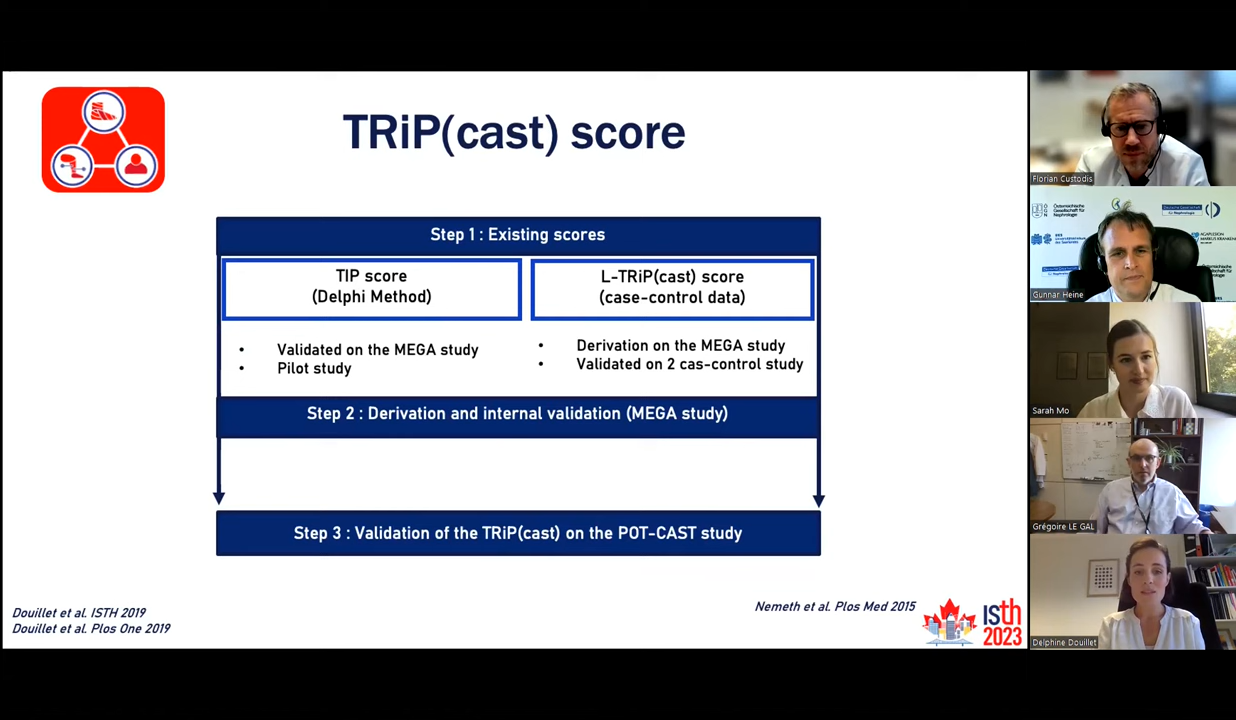 TRiP(cast) score
Step 1 : Existing scores
TIP score
(Delphi Method)
L-TRiP(cast) score
(case-control data)
• Validated on the MEGA study
• Pilot study
• Derivation on the MEGA study
• Validated on 2 cas-control study
Step 2 : Derivation and internal validation (MEGA study)
Step 3 : Validation of the TRiP(cast) on the POT-CAST study
Douillet et al. ISTH 2019
Douillet et al. Plos One 2019
Nemeth et al. Plos Med 2015
ISth
2023
Florian Custodis
Österreichische
Gesellschaft für
Nephrologie
Gunnar Heine
Sarah Mo
Grégoire LE GAL
Delphine Douillet